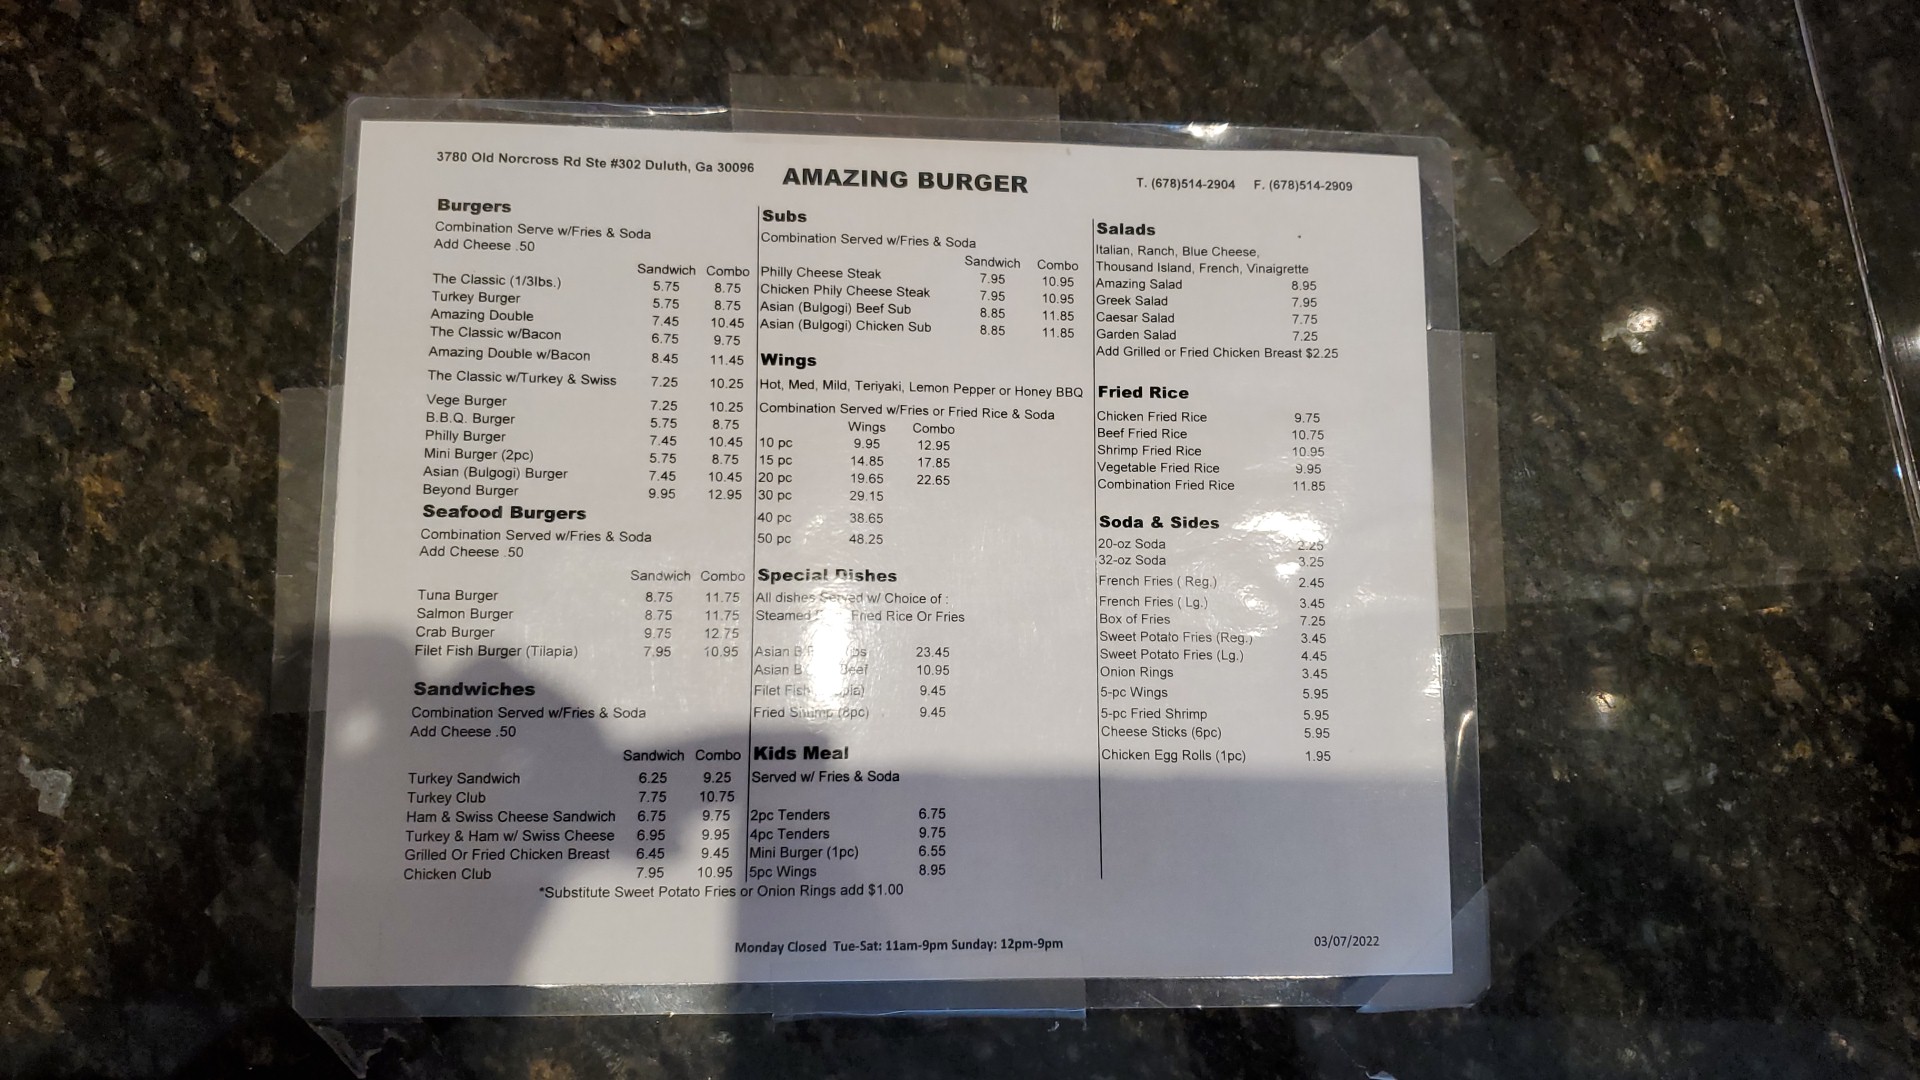 3780 Old Norcross Rd Ste #302 Duluth, Ga 30096
AMAZING BURGER
T. (678)514-2904 F. (678)514-2909
Burgers
Combination Serve w/Fries & Soda
Add Cheese .50
Sandwich Combo
The Classic (1/3lbs.) 5.75 8.75
Turkey Burger 5.75 8.75
Amazing Double 7.45 10.45
The Classic w/Bacon 6.75 9.75
Amazing Double w/Bacon 8.45 11.45
The Classic w/Turkey & Swiss 7.25 10.25
Vege Burger 7.25 10.25
B.B.Q. Burger 5.75 8.75
Philly Burger 7.45 10.45
Mini Burger (2pc) 5.75 8.75
Asian (Bulgogi) Burger 7.45 10.45
Beyond Burger 9.95 12.95
Seafood Burgers
Combination Served w/Fries & Soda
Add Cheese .50
Sandwich Combo
Tuna Burger 8.75 11.75
Salmon Burger 8.75 11.75
Crab Burger 9.75 12.75
Filet Fish Burger (Tilapia) 7.95 10.95
Sandwiches
Combination Served w/Fries & Soda
Add Cheese .50
Sandwich Combo
Turkey Sandwich 6.25 9.25
Turkey Club 7.75 10.75
Ham & Swiss Cheese Sandwich 6.75 9.75
Turkey & Ham w/ Swiss Cheese 6.95 9.95
Grilled Or Fried Chicken Breast 6.45 9.45
Chicken Club 7.95 10.95
Subs
Combination Served w/Fries & Soda
Sandwich Combo
Philly Cheese Steak 7.95 10.95
Chicken Phily Cheese Steak 7.95 10.95
Asian (Bulgogi) Beef Sub 8.85 11.85
Asian (Bulgogi) Chicken Sub 8.85 11.85
Wings
Hot, Med, Mild, Teriyaki, Lemon Pepper or Honey BBQ
Combination Served w/Fries or Fried Rice & Soda
Wings Combo
10 pc 9.95 12.95
15 pc 14.85 17.85
20 pc 19.65 22.65
30 pc 29.15
40 pc 38.65
50 pc 48.25
Special Dishes
All dishes Served w/ Choice of :
Steamed Fried Rice Or Fries
Asian 23.45
Asian Beef 10.95
Filet Fish 9.45
Fried Shrimp (8pc) 9.45
Kids Meal
Served w/ Fries & Soda
2pc Tenders 6.75
4pc Tenders 9.75
Mini Burger (1pc) 6.55
5pc Wings 8.95
Salads
Italian, Ranch, Blue Cheese,
Thousand Island, French, Vinaigrette
Amazing Salad 8.95
Greek Salad 7.95
Caesar Salad 7.75
Garden Salad 7.25
Add Grilled or Fried Chicken Breast $2.25
Fried Rice
Chicken Fried Rice 9.75
Beef Fried Rice 10.75
Shrimp Fried Rice 10.95
Vegetable Fried Rice 9.95
Combination Fried Rice 11.85
Soda & Sides
20-oz Soda 2.25
32-oz Soda 3.25
French Fries ( Reg.) 2.45
French Fries ( Lg.) 3.45
Box of Fries 7.25
Sweet Potato Fries (Reg.) 3.45
Sweet Potato Fries (Lg.) 4.45
Onion Rings 3.45
5-pc Wings 5.95
5-pc Fried Shrimp 5.95
Cheese Sticks (6pc) 5.95
Chicken Egg Rolls (1pc) 1.95
*Substitute Sweet Potato Fries or Onion Rings add $1.00
Monday Closed Tue-Sat: 11am-9pm Sunday: 12pm-9pm
03/07/2022